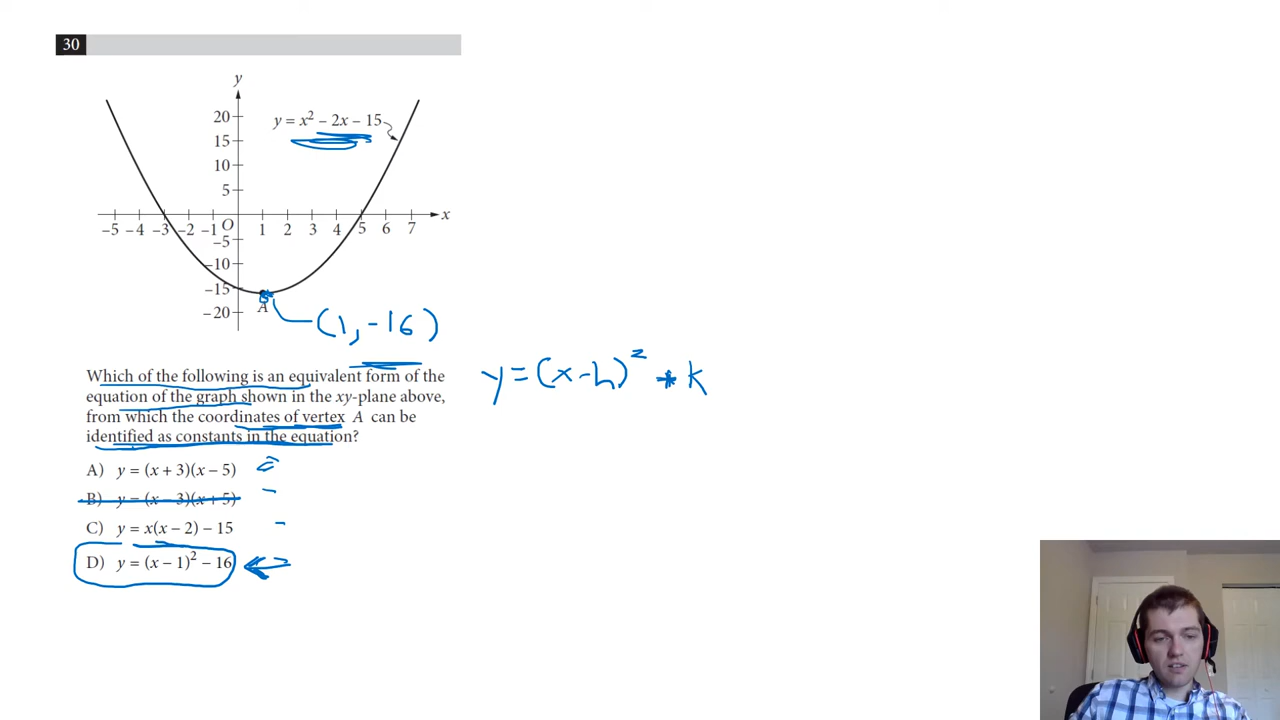 30
y
20
y = x² − 2x − 15
15
10
5
x
−5 −4 −3 −2 −1 O 1 2 3 4 5 6 7
−5
−10
−15
A
−20
(1, -16)
Which of the following is an equivalent form of the
equation of the graph shown in the xy-plane above,
from which the coordinates of vertex A can be
identified as constants in the equation?
y = (x-h)² + k
A) y = (x + 3)(x − 5)
B) y = (x − 3)(x + 5)
C) y = x(x − 2) − 15
D) y = (x − 1)² − 16